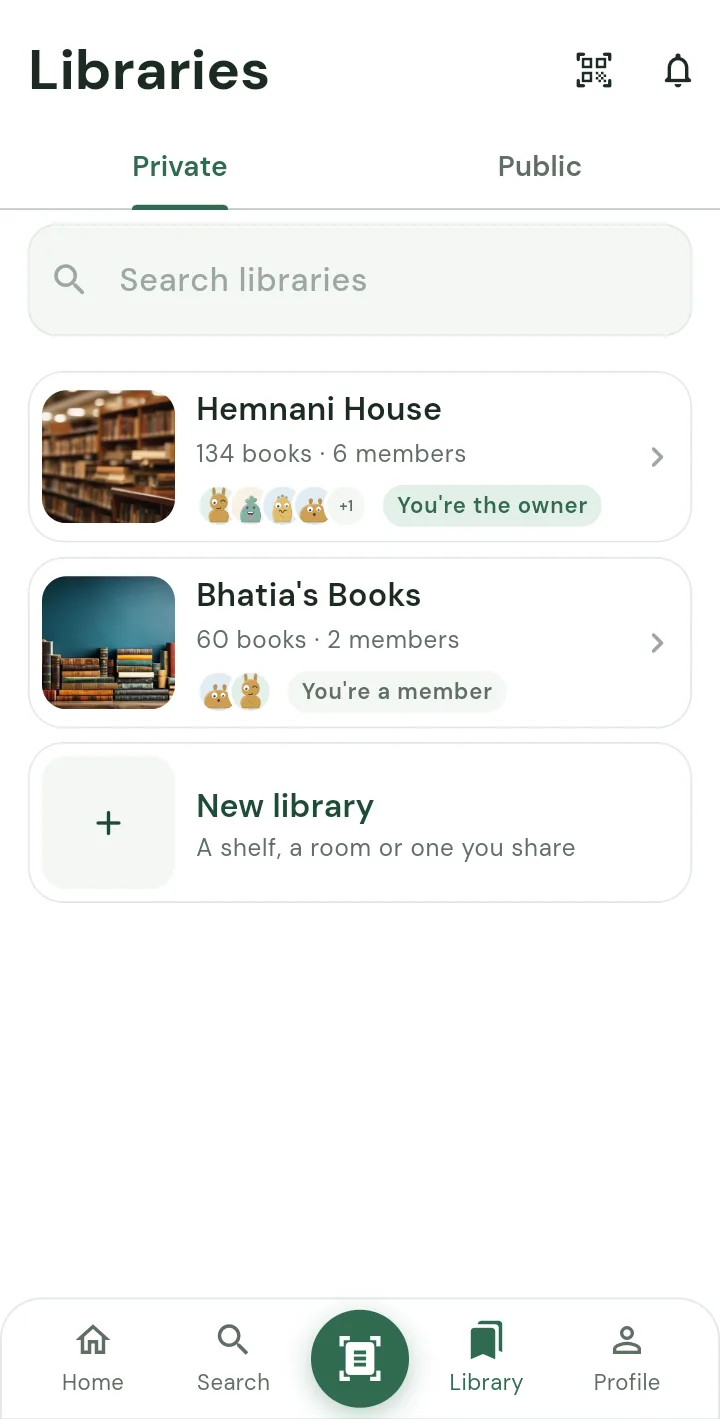 Libraries
Private
Public
Search libraries
Hemnani House
134 books · 6 members
+1
You're the owner
Bhatia's Books
60 books · 2 members
You're a member
New library
A shelf, a room or one you share
Home
Search
Library
Profile